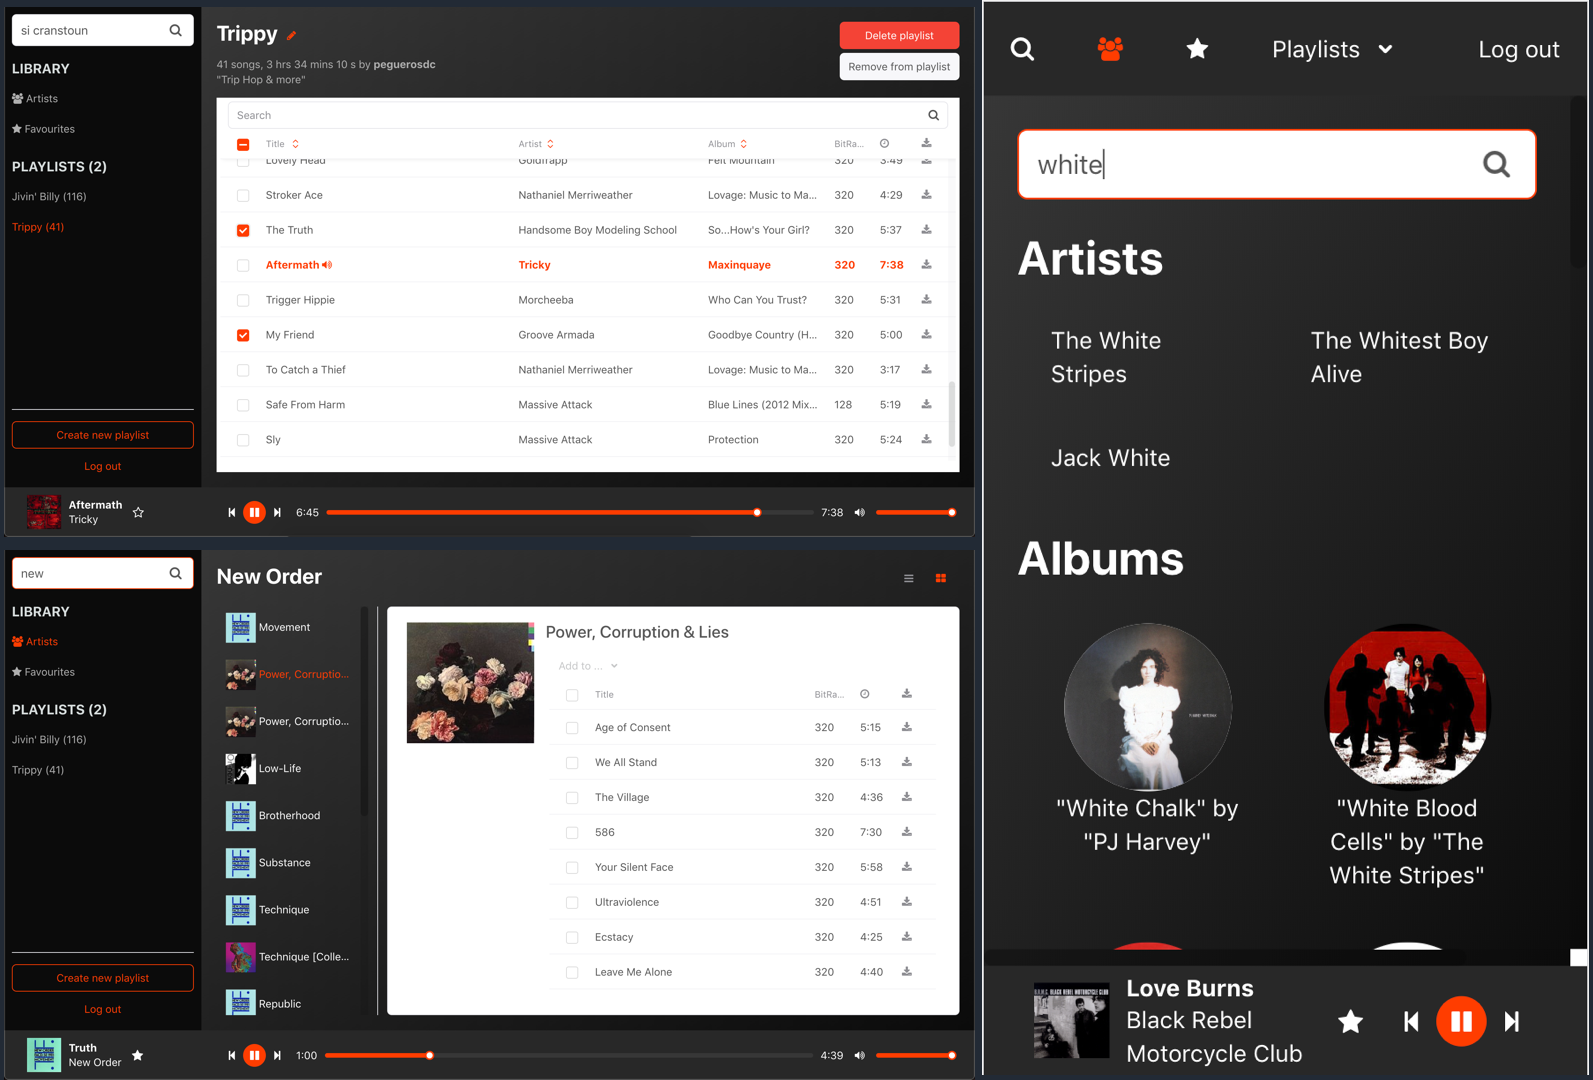 si cranstoun
LIBRARY
Artists
Favourites
PLAYLISTS (2)
Jivin' Billy (116)
Trippy (41)
Create new playlist
Log out
Trippy
41 songs, 3 hrs 34 mins 10 s by peguerosdc
"Trip Hop & more"
Delete playlist
Remove from playlist
Search
Title Artist Album BitRa...
Lovely Head Goldfrapp Felt Mountain 320 3:49
Stroker Ace Nathaniel Merriweather Lovage: Music to Ma... 320 4:29
The Truth Handsome Boy Modeling School So...How's Your Girl? 320 5:37
Aftermath Tricky Maxinquaye 320 7:38
Trigger Hippie Morcheeba Who Can You Trust? 320 5:31
My Friend Groove Armada Goodbye Country (H... 320 5:00
To Catch a Thief Nathaniel Merriweather Lovage: Music to Ma... 320 3:17
Safe From Harm Massive Attack Blue Lines (2012 Mix... 128 5:19
Sly Massive Attack Protection 320 5:24
Aftermath
Tricky
6:45 7:38
new
LIBRARY
Artists
Favourites
PLAYLISTS (2)
Jivin' Billy (116)
Trippy (41)
Create new playlist
Log out
New Order
Movement
Power, Corruptio...
Power, Corruptio...
Low-Life
Brotherhood
Substance
Technique
Technique [Colle...
Republic
Power, Corruption & Lies
Add to ...
Title BitRa...
Age of Consent 320 5:15
We All Stand 320 5:13
The Village 320 4:36
586 320 7:30
Your Silent Face 320 5:58
Ultraviolence 320 4:51
Ecstacy 320 4:25
Leave Me Alone 320 4:40
Truth
New Order
1:00 4:39
Playlists Log out
white
Artists
The White
Stripes
The Whitest Boy
Alive
Jack White
Albums
"White Chalk" by
"PJ Harvey"
"White Blood
Cells" by "The
White Stripes"
Love Burns
Black Rebel
Motorcycle Club